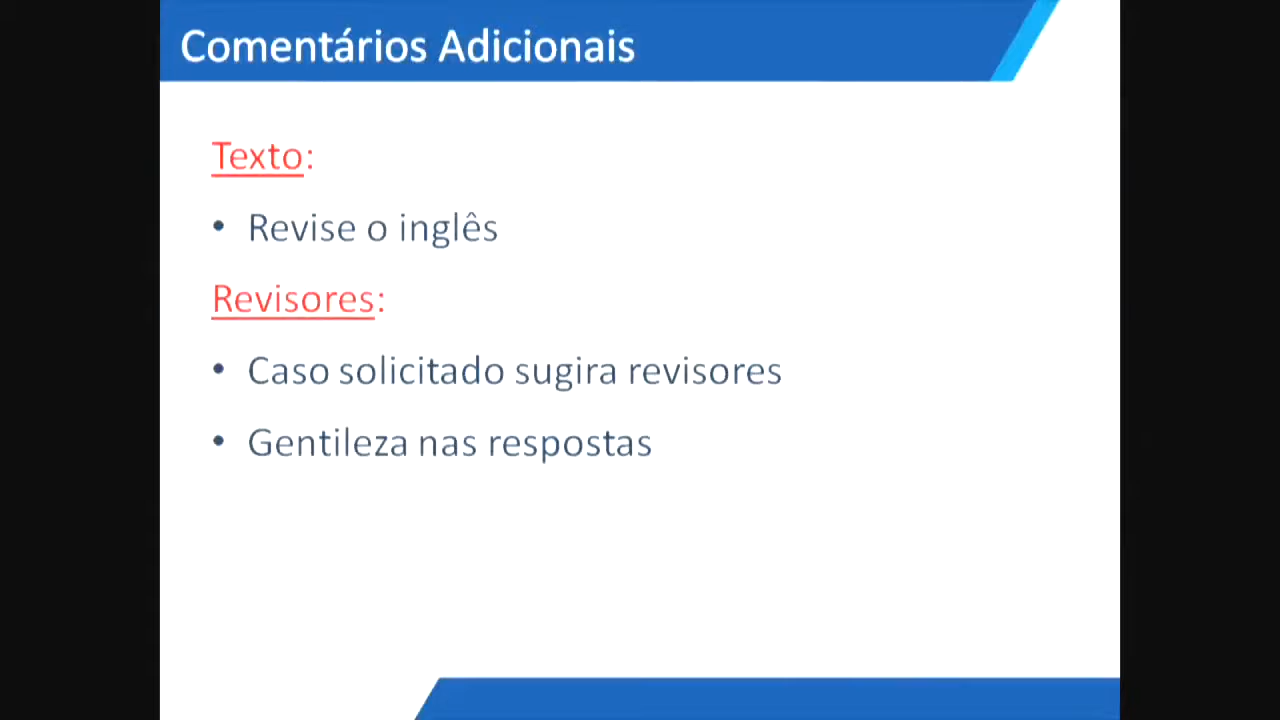 Comentários Adicionais
Texto:
• Revise o inglês
Revisores:
• Caso solicitado sugira revisores
• Gentileza nas respostas